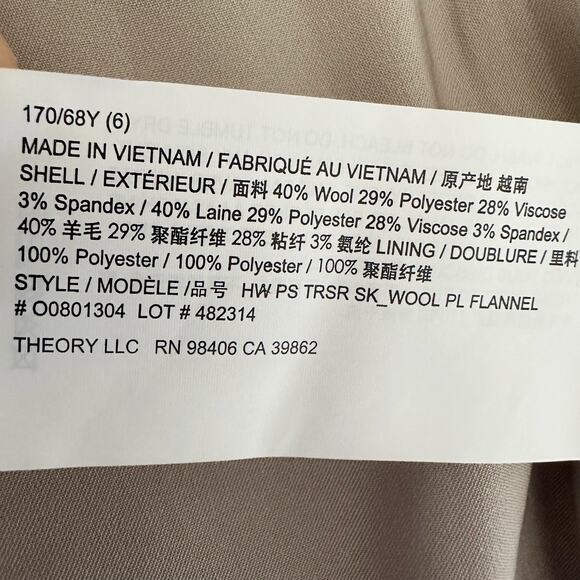 170/68Y (6)
MADE IN VIETNAM / FABRIQUÉ AU VIETNAM / 原产地 越南
SHELL / EXTÉRIEUR / 面料 40% Wool 29% Polyester 28% Viscose
3% Spandex / 40% Laine 29% Polyester 28% Viscose 3% Spandex /
40% 羊毛 29% 聚酯纤维 28% 粘纤 3% 氨纶 LINING / DOUBLURE / 里料
100% Polyester / 100% Polyester / 100% 聚酯纤维
STYLE / MODÈLE /品号 HW PS TRSR SK_WOOL PL FLANNEL
# O0801304 LOT # 482314
THEORY LLC RN 98406 CA 39862